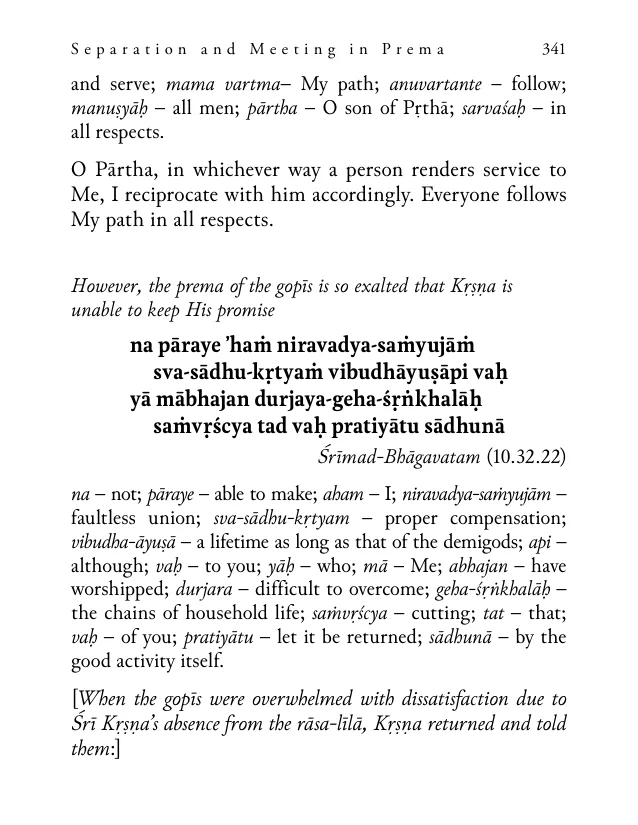 Separation and Meeting in Prema 341
and serve; mama vartma– My path; anuvartante – follow;
manuṣyāḥ – all men; pārtha – O son of Pṛthā; sarvaśaḥ – in
all respects.
O Pārtha, in whichever way a person renders service to
Me, I reciprocate with him accordingly. Everyone follows
My path in all respects.
However, the prema of the gopīs is so exalted that Kṛṣṇa is
unable to keep His promise
na pāraye ’haṁ niravadya-saṁyujāṁ
sva-sādhu-kṛtyaṁ vibudhāyuṣāpi vaḥ
yā mābhajan durjaya-geha-śṛṅkhalāḥ
saṁvṛścya tad vaḥ pratiyātu sādhunā
Śrīmad-Bhāgavatam (10.32.22)
na – not; pāraye – able to make; aham – I; niravadya-saṁyujām –
faultless union; sva-sādhu-kṛtyam – proper compensation;
vibudha-āyuṣā – a lifetime as long as that of the demigods; api –
although; vaḥ – to you; yāḥ – who; mā – Me; abhajan – have
worshipped; durjara – difficult to overcome; geha-śṛṅkhalāḥ –
the chains of household life; saṁvṛścya – cutting; tat – that;
vaḥ – of you; pratiyātu – let it be returned; sādhunā – by the
good activity itself.
[When the gopīs were overwhelmed with dissatisfaction due to
Śrī Kṛṣṇa’s absence from the rāsa-līlā, Kṛṣṇa returned and told
them:]